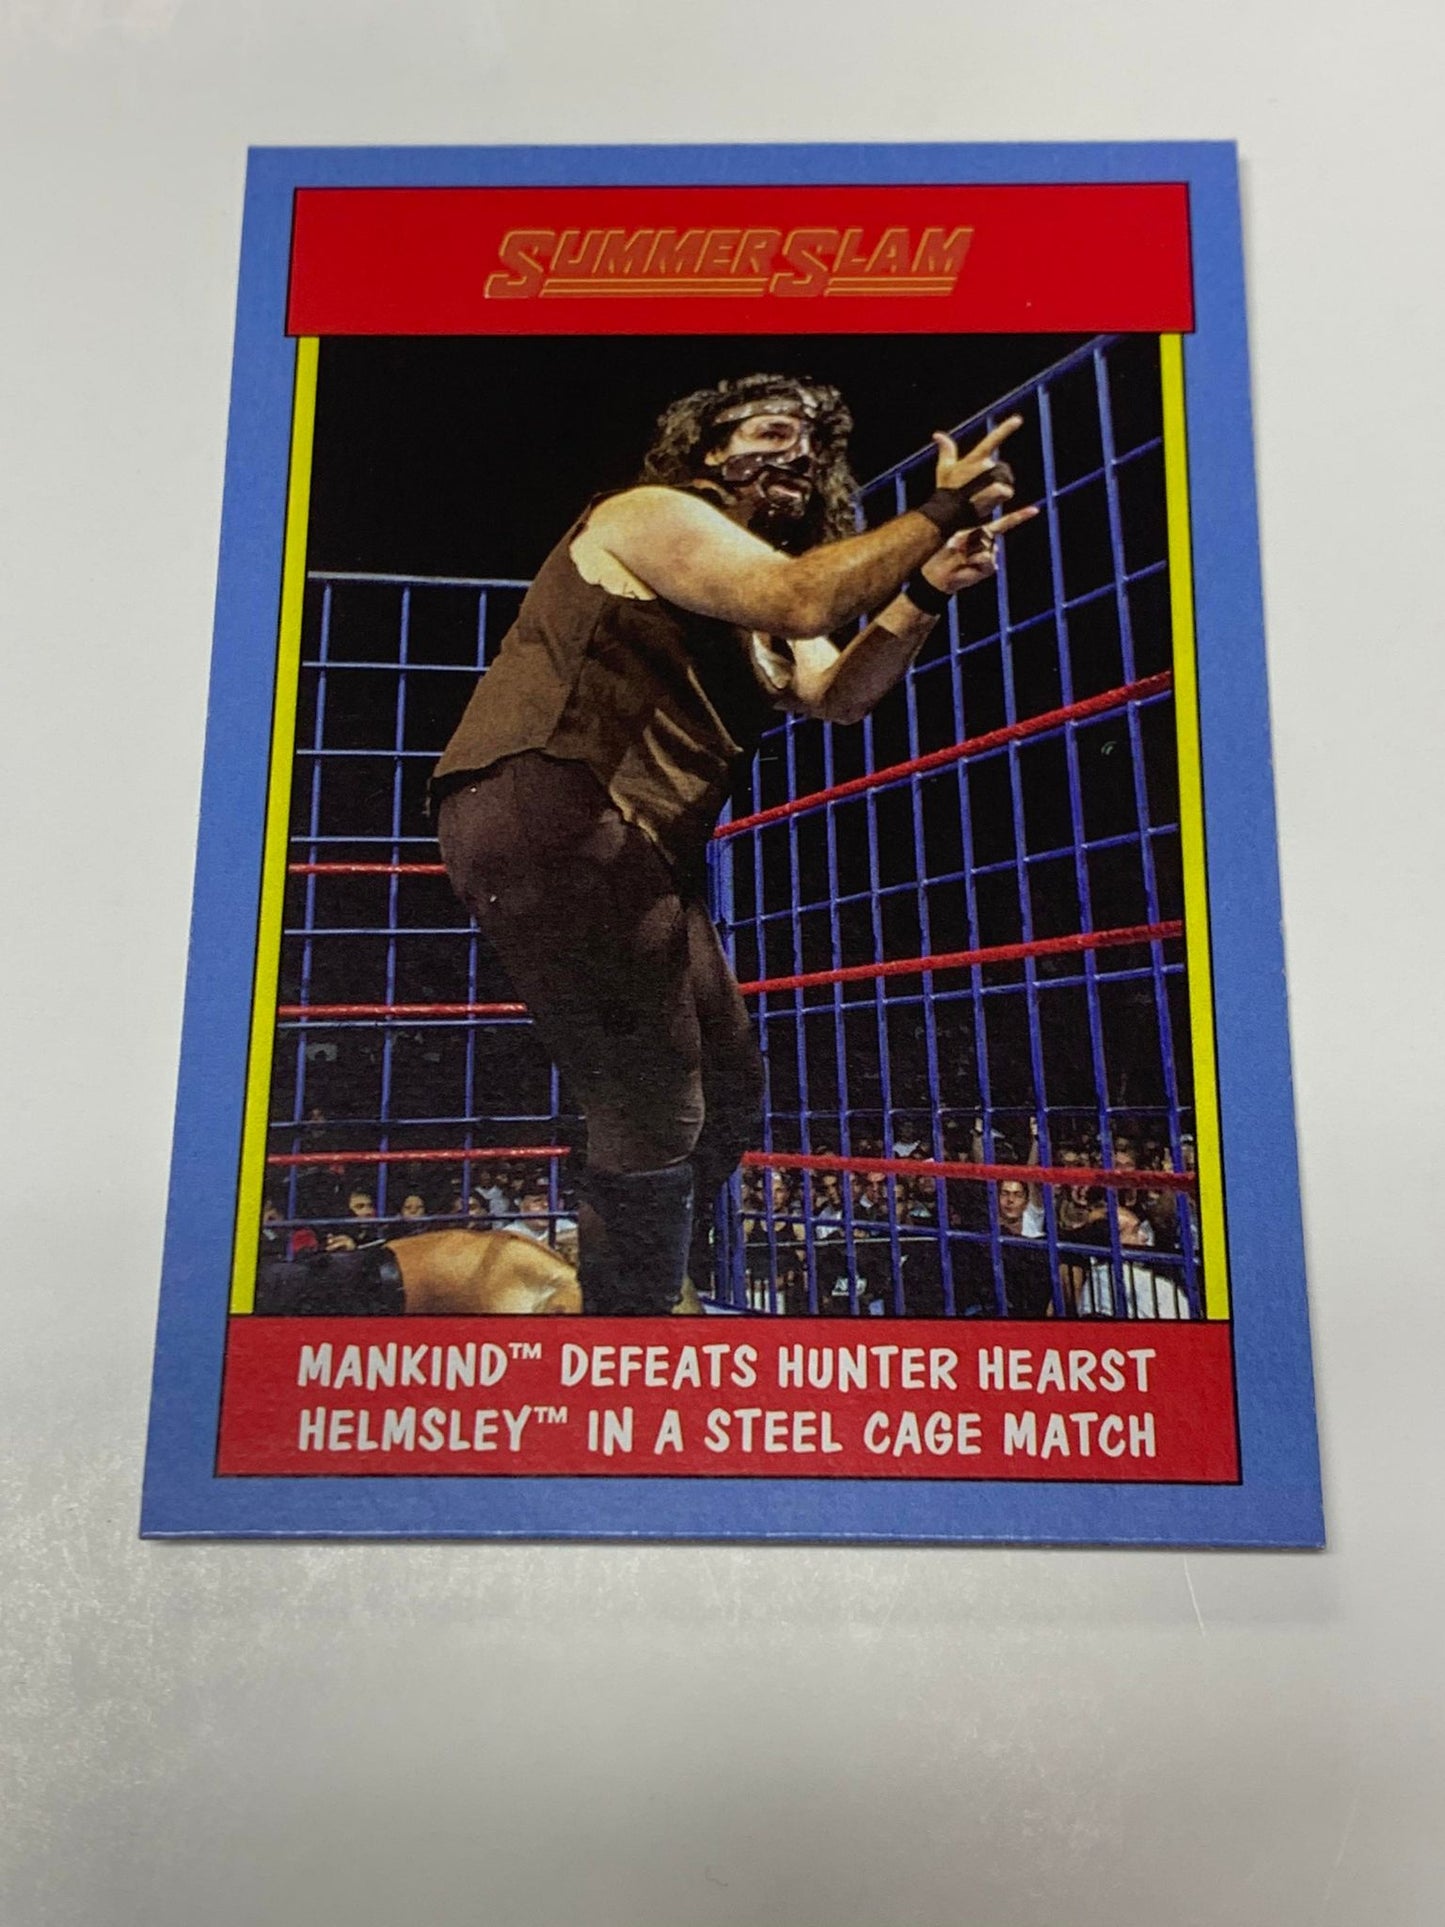 SUMMERSLAM
MANKIND™ DEFEATS HUNTER HEARST
HELMSLEY™ IN A STEEL CAGE MATCH